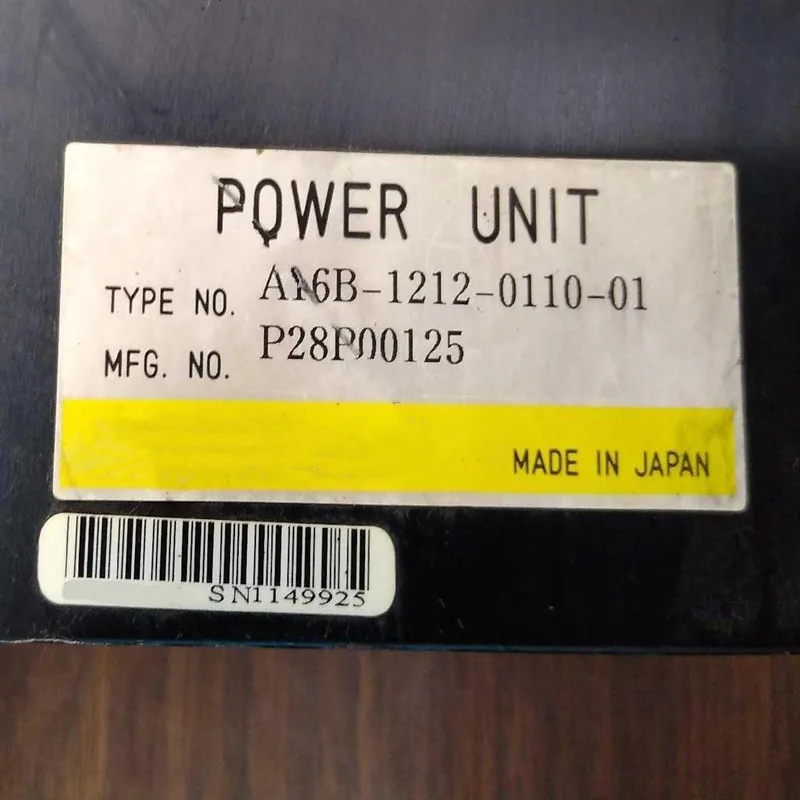 POWER UNIT
TYPE NO. A16B-1212-0110-01
MFG. NO. P28P00125
MADE IN JAPAN
SN1149925